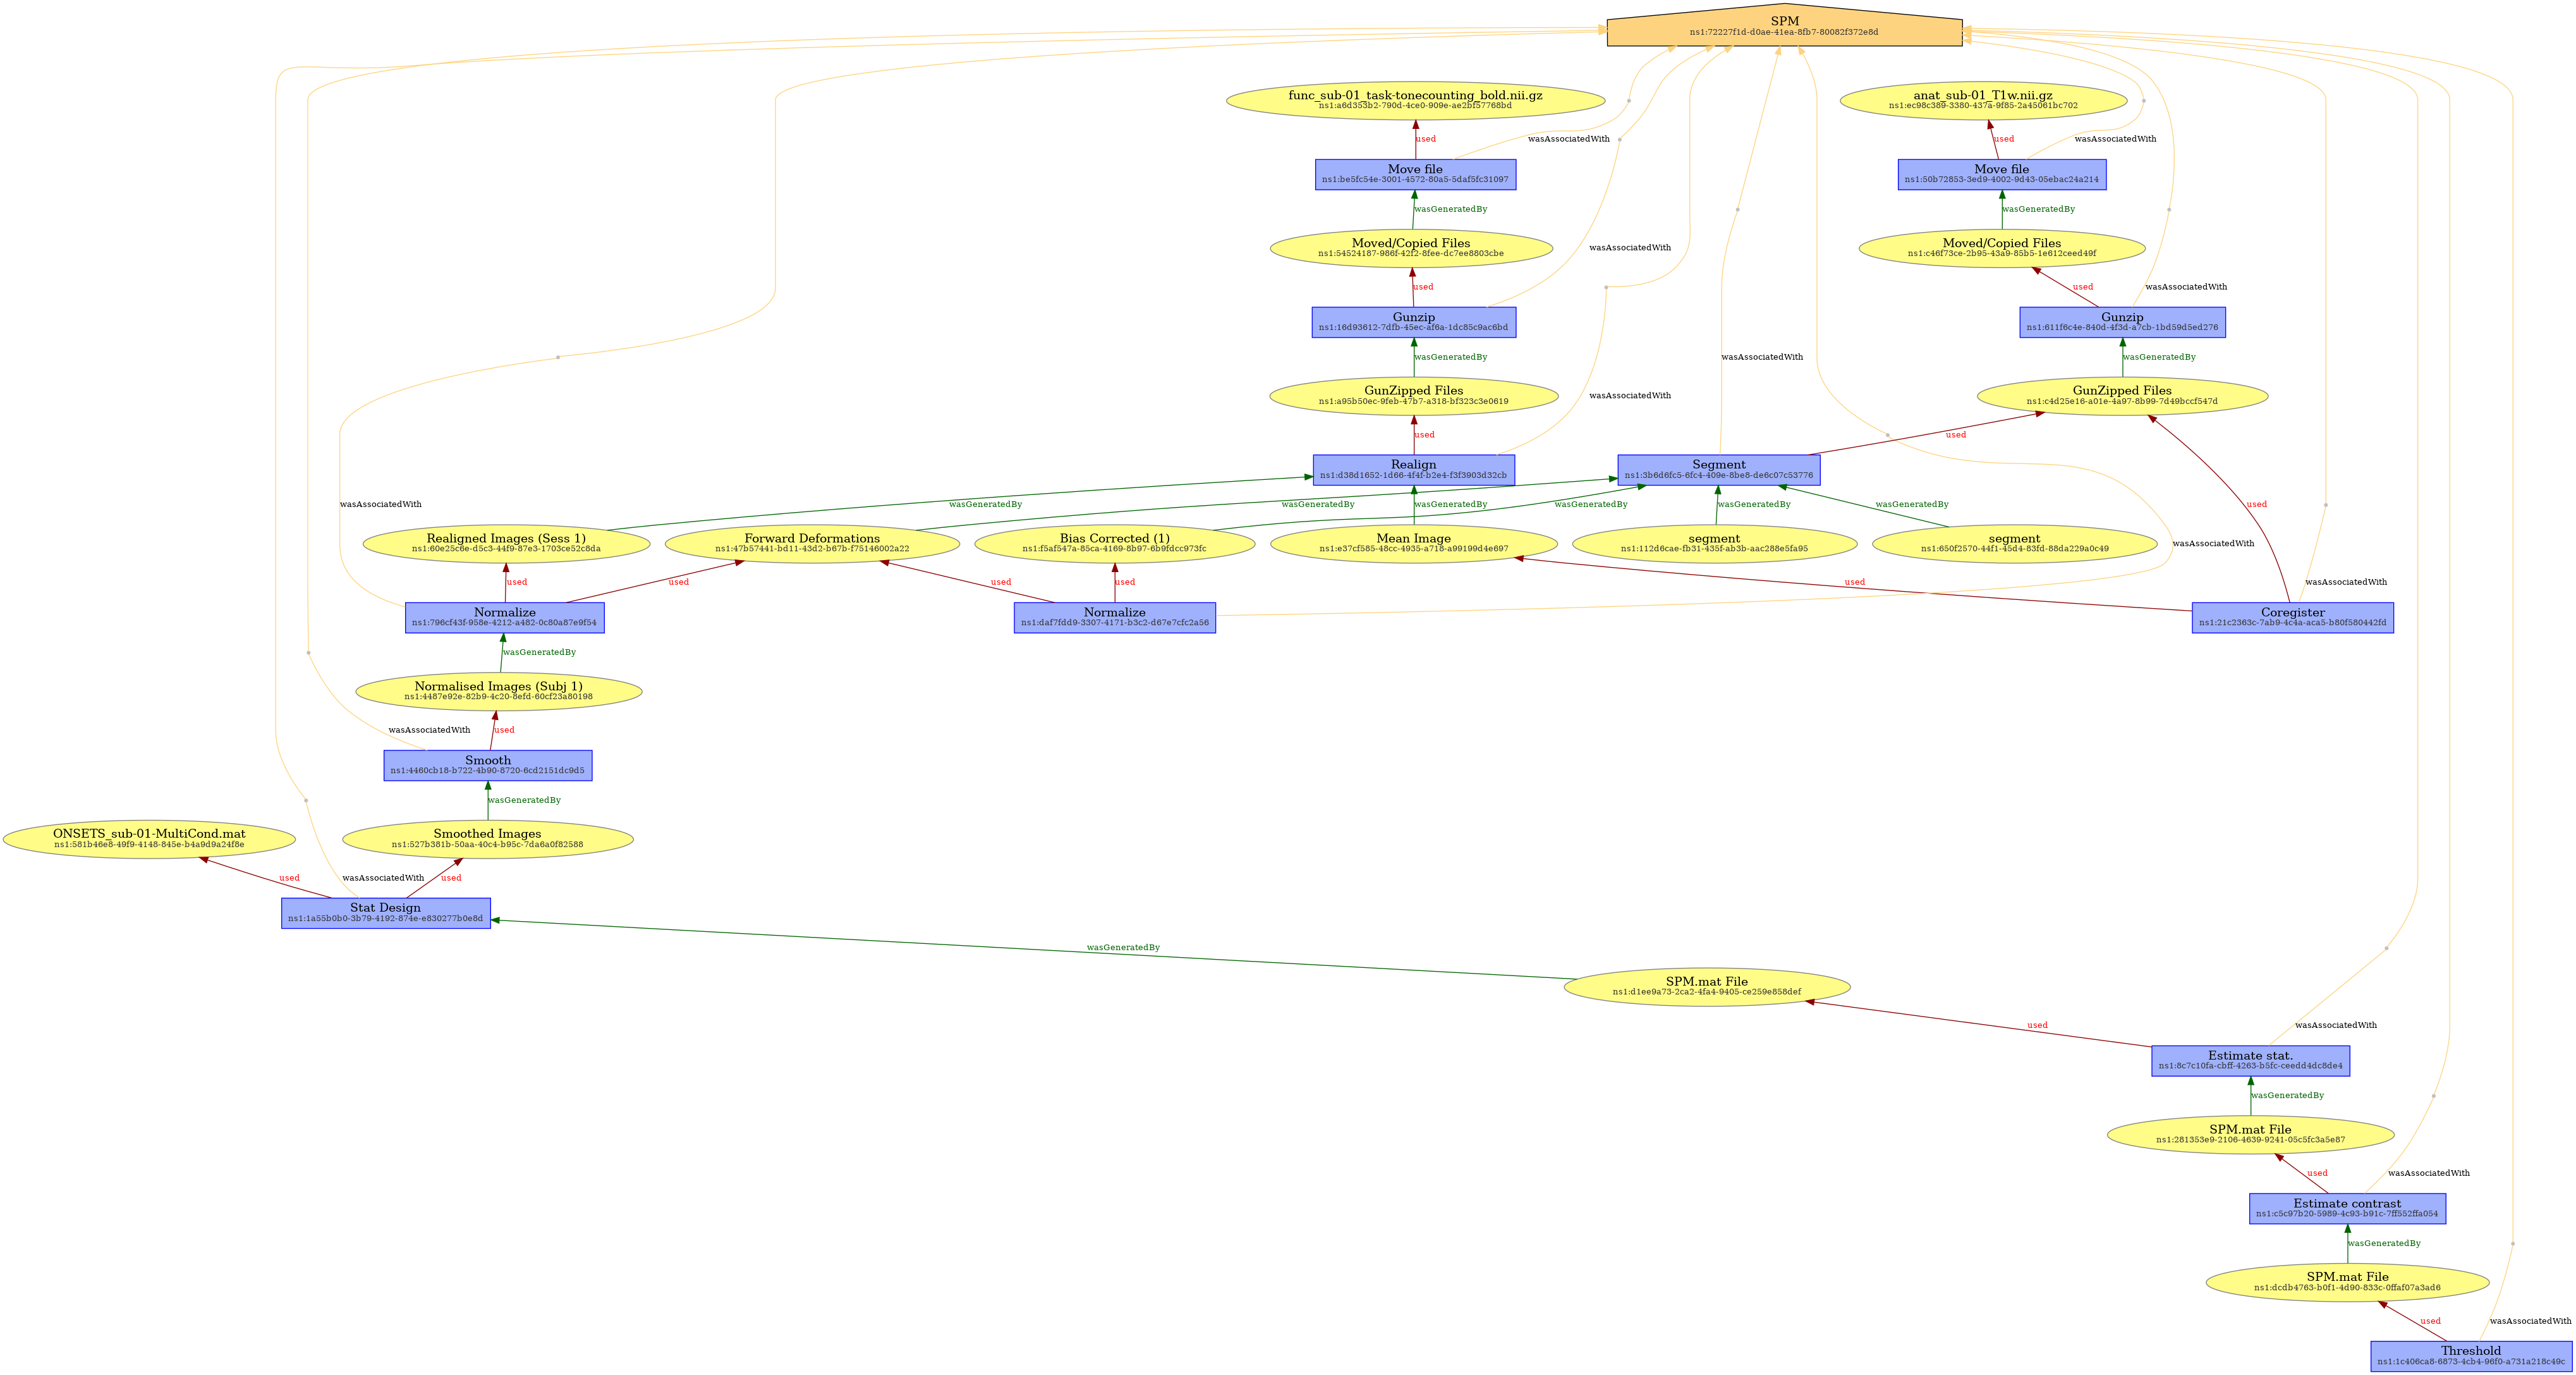 SPM
ns1:72227f1d-d0ae-41ea-8fb7-80082f372e8d
func_sub-01_task-tonecounting_bold.nii.gz
ns1:a6d353b2-790d-4ce0-909e-ae2bf57768bd
anat_sub-01_T1w.nii.gz
ns1:ec98c389-3380-437a-9f85-2a45061bc702
used
wasAssociatedWith
used
wasAssociatedWith
Move file
ns1:be5fc54e-3001-4572-80a5-5daf5fc31097
Move file
ns1:50b72853-3ed9-4002-9d43-05ebac24a214
wasGeneratedBy
wasGeneratedBy
Moved/Copied Files
ns1:54524187-986f-42f2-8fee-dc7ee8803cbe
wasAssociatedWith
Moved/Copied Files
ns1:c46f73ce-2b95-43a9-85b5-1e612ceed49f
used
used
wasAssociatedWith
Gunzip
ns1:16d93612-7dfb-45ec-af6a-1dc85c9ac6bd
Gunzip
ns1:611f6c4e-840d-4f3d-a7cb-1bd59d5ed276
wasGeneratedBy
wasAssociatedWith
wasGeneratedBy
GunZipped Files
ns1:a95b50ec-9feb-47b7-a318-bf323c3e0619
wasAssociatedWith
GunZipped Files
ns1:c4d25e16-a01e-4a97-8b99-7d49bccf547d
used
used
Realign
ns1:d38d1652-1d66-4f4f-b2e4-f3f3903d32cb
Segment
ns1:3b6d6fc5-6fc4-409e-8be8-de6c07c53776
wasAssociatedWith
wasGeneratedBy
wasGeneratedBy
wasGeneratedBy
wasGeneratedBy
wasGeneratedBy
wasGeneratedBy
used
Realigned Images (Sess 1)
ns1:60e25c6e-d5c3-44f9-87e3-1703ce52c8da
Forward Deformations
ns1:47b57441-bd11-43d2-b67b-f75146002a22
Bias Corrected (1)
ns1:f5af547a-85ca-4169-8b97-6b9fdcc973fc
Mean Image
ns1:e37cf585-48cc-4935-a718-a99199d4e697
segment
ns1:112d6cae-fb31-435f-ab3b-aac288e5fa95
segment
ns1:650f2570-44f1-45d4-83fd-88da229a0c49
wasAssociatedWith
used
used
used
used
used
wasAssociatedWith
Normalize
ns1:796cf43f-958e-4212-a482-0c80a87e9f54
Normalize
ns1:daf7fdd9-3307-4171-b3c2-d67e7cfc2a56
Coregister
ns1:21c2363c-7ab9-4c4a-aca5-b80f580442fd
wasGeneratedBy
Normalised Images (Subj 1)
ns1:4487e92e-82b9-4c20-8efd-60cf23a80198
wasAssociatedWith
used
Smooth
ns1:4460cb18-b722-4b90-8720-6cd2151dc9d5
wasGeneratedBy
ONSETS_sub-01-MultiCond.mat
ns1:581b46e8-49f9-4148-845e-b4a9d9a24f8e
Smoothed Images
ns1:527b381b-50aa-40c4-b95c-7da6a0f82588
used
wasAssociatedWith
used
Stat Design
ns1:1a55b0b0-3b79-4192-874e-e830277b0e8d
wasGeneratedBy
SPM.mat File
ns1:d1ee9a73-2ca2-4fa4-9405-ce259e858def
used
wasAssociatedWith
Estimate stat.
ns1:8c7c10fa-cbff-4263-b5fc-ceedd4dc8de4
wasGeneratedBy
SPM.mat File
ns1:281353e9-2106-4639-9241-05c5fc3a5e87
used
wasAssociatedWith
Estimate contrast
ns1:c5c97b20-5989-4c93-b91c-7ff552ffa054
wasGeneratedBy
SPM.mat File
ns1:dcdb4763-b0f1-4d90-833c-0ffaf07a3ad6
used
wasAssociatedWith
Threshold
ns1:1c406ca8-6873-4cb4-96f0-a731a218c49c